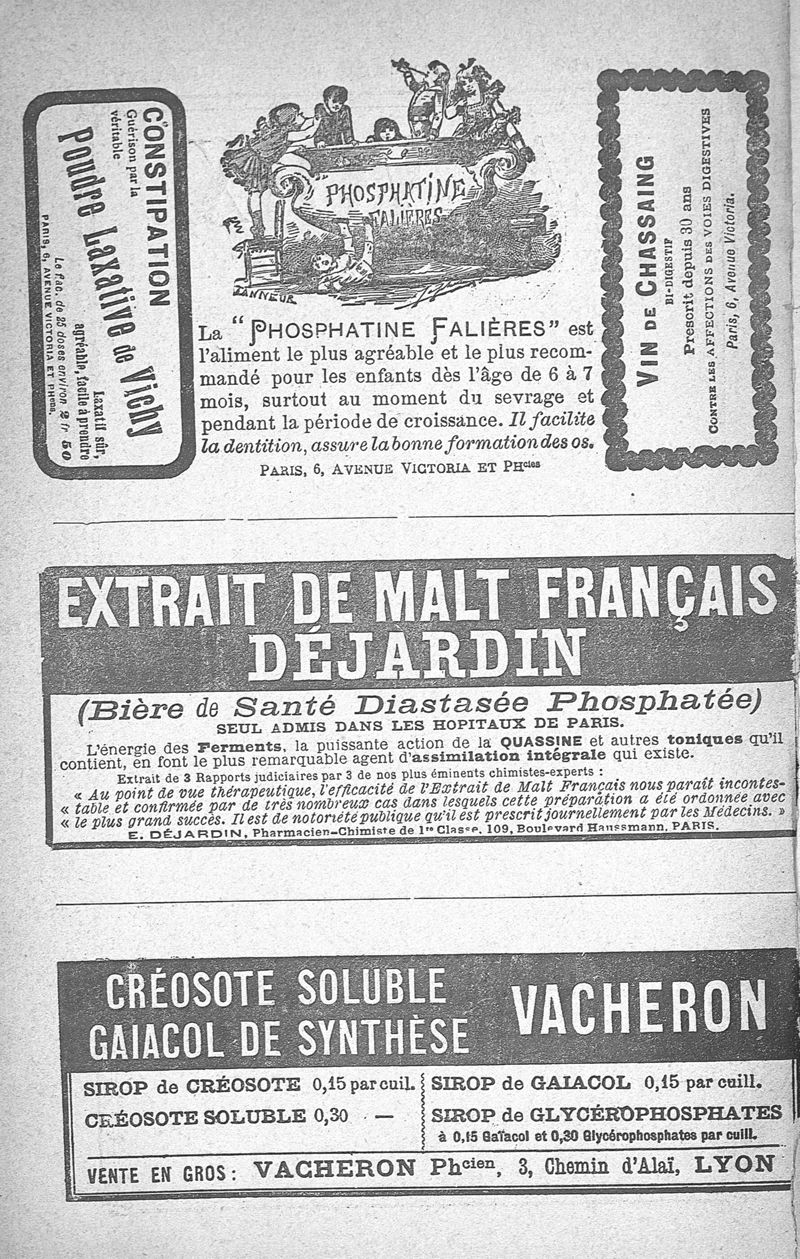 CONSTIPATION
Guérison par la
véritable
Poudre Laxative de Vichy
Laxatif sûr,
agréable, facile à prendre
Le flac. de 25 doses environ 2 fr 50
PARIS, 6, AVENUE VICTORIA ET PHcies.
PHOSPHATINE
FALIÈRES
TANNEUR
La “PHOSPHATINE FALIÈRES” est
l'aliment le plus agréable et le plus recom-
mandé pour les enfants dès l'âge de 6 à 7
mois, surtout au moment du sevrage et
pendant la période de croissance. Il facilite
la dentition, assure la bonne formation des os.
PARIS, 6, AVENUE VICTORIA ET PHcies
VIN DE CHASSAING
BI-DIGESTIF
Prescrit depuis 30 ans
CONTRE LES AFFECTIONS DES VOIES DIGESTIVES
Paris, 6, Avenue Victoria.
EXTRAIT DE MALT FRANÇAIS
DÉJARDIN
(Bière de Santé Diastasée Phosphatée)
SEUL ADMIS DANS LES HOPITAUX DE PARIS.
L'énergie des Ferments, la puissante action de la QUASSINE et autres toniques qu'il
contient, en font le plus remarquable agent d'assimilation intégrale qui existe.
Extrait de 3 Rapports judiciaires par 3 de nos plus éminents chimistes-experts :
« Au point de vue thérapeutique, l'efficacité de l'Extrait de Malt Français nous paraît incontes-
« table et confirmée par de très nombreux cas dans lesquels cette préparation a été ordonnée avec
« le plus grand succès. Il est de notoriété publique qu'il est prescrit journellement par les Médecins. »
E. DÉJARDIN, Pharmacien-Chimiste de 1re Classe, 109, Boulevard Haussmann, PARIS.
CRÉOSOTE SOLUBLE
GAIACOL DE SYNTHÈSE
VACHERON
SIROP de CRÉOSOTE 0,15 par cuil.
CRÉOSOTE SOLUBLE 0,30 —
SIROP de GAIACOL 0,15 par cuill.
SIROP de GLYCÉROPHOSPHATES
à 0,15 Gaïacol et 0,30 Glycérophosphates par cuill.
VENTE EN GROS : VACHERON Phcien, 3, Chemin d'Alaï, LYON